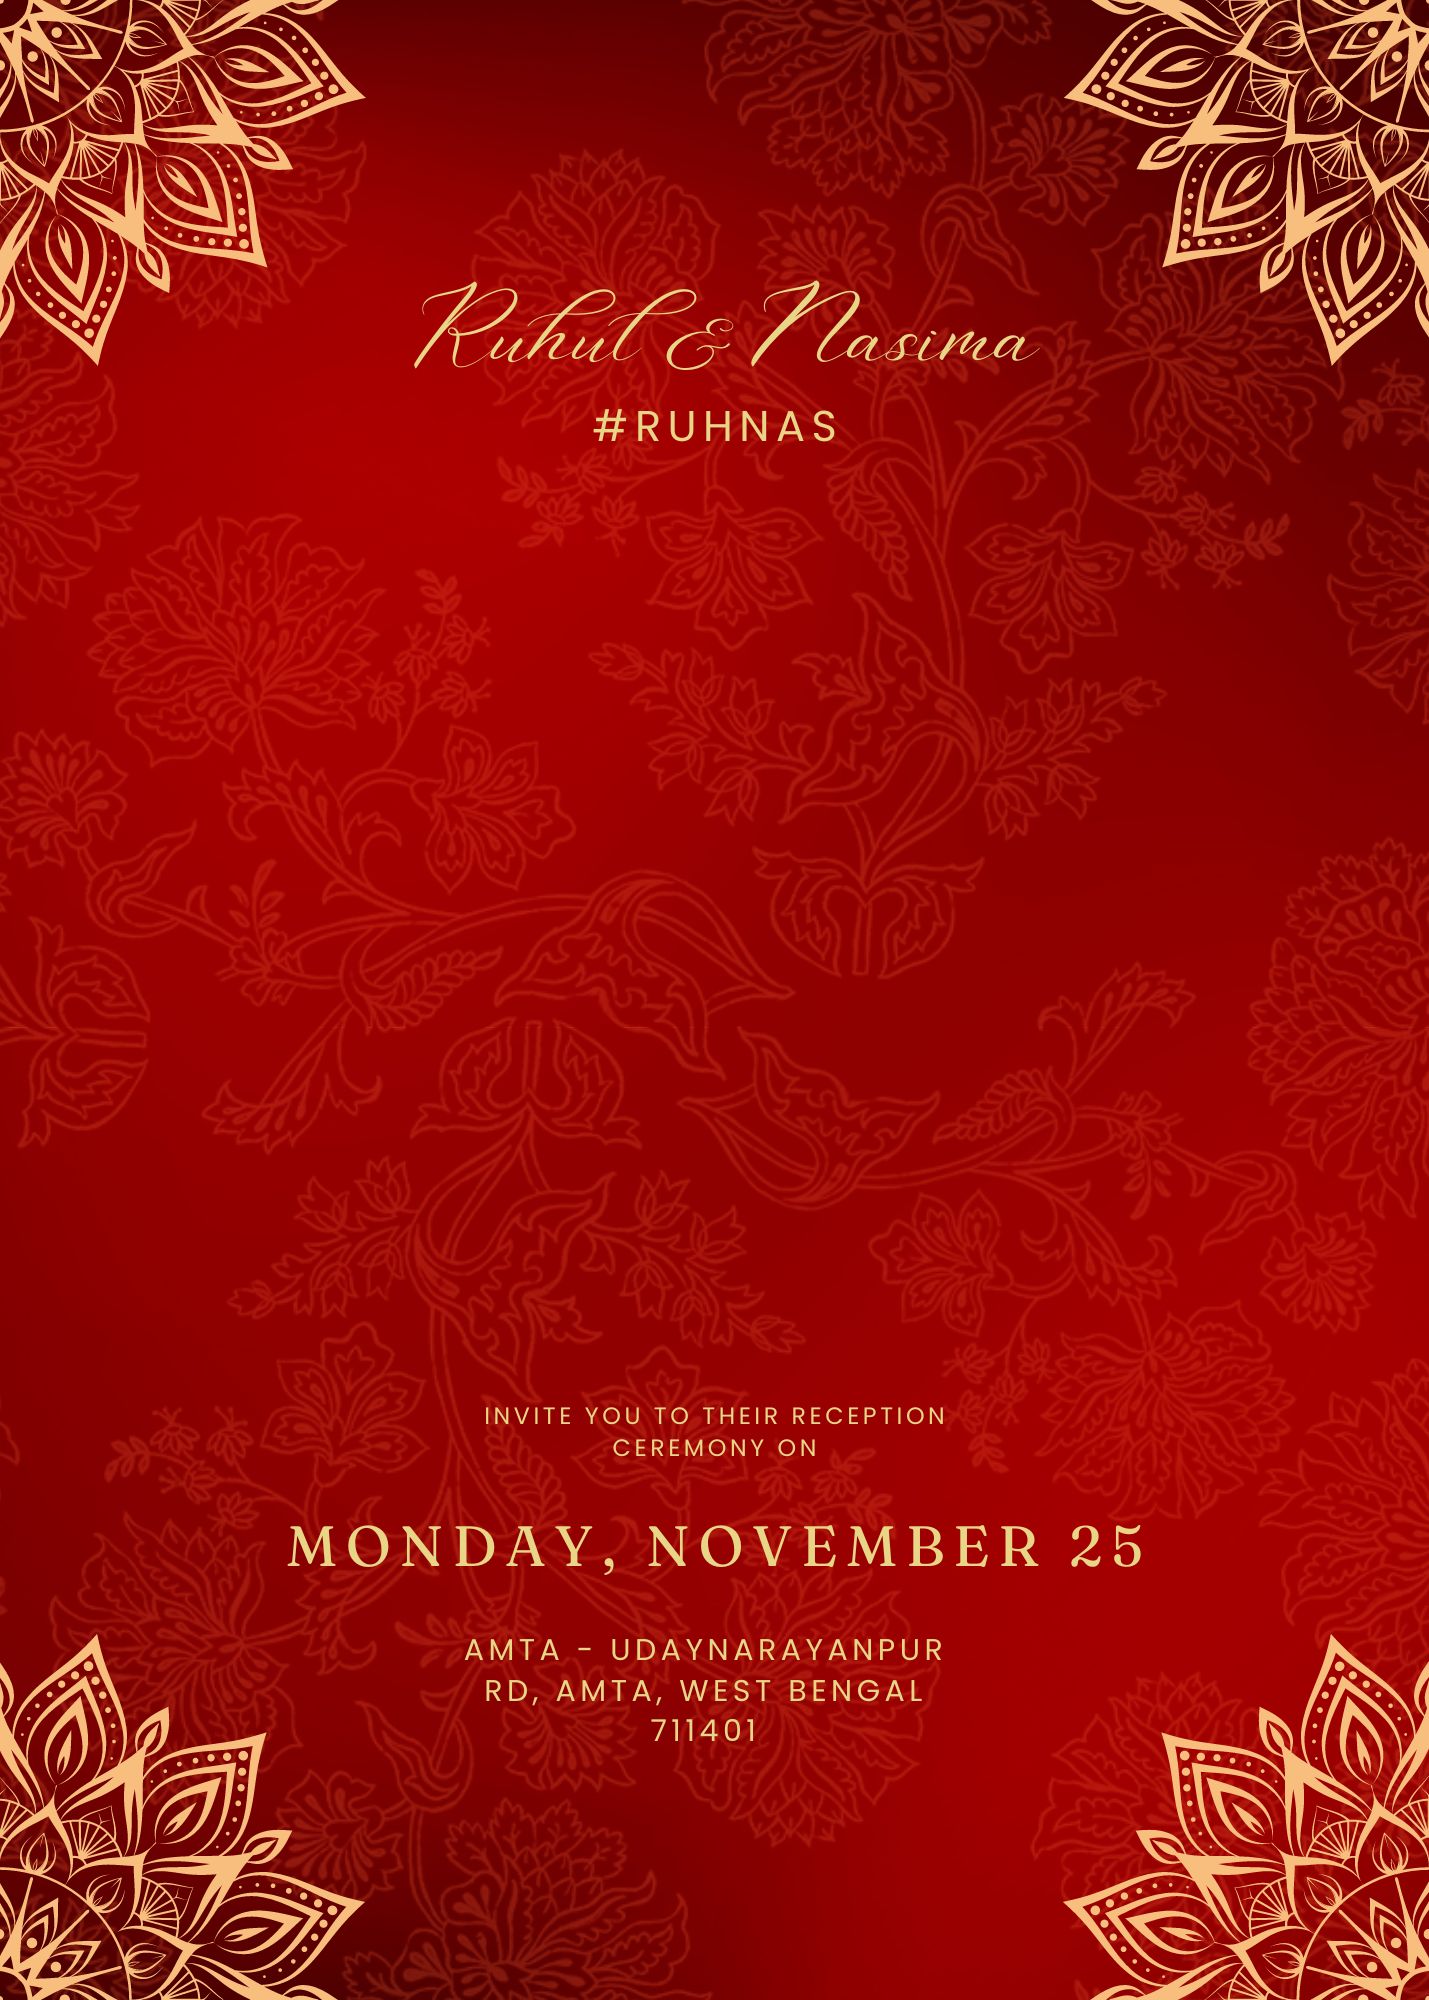 Ruhul & Nasima
#RUHNAS
INVITE YOU TO THEIR RECEPTION
CEREMONY ON
MONDAY, NOVEMBER 25
AMTA - UDAYNARAYANPUR
RD, AMTA, WEST BENGAL
711401